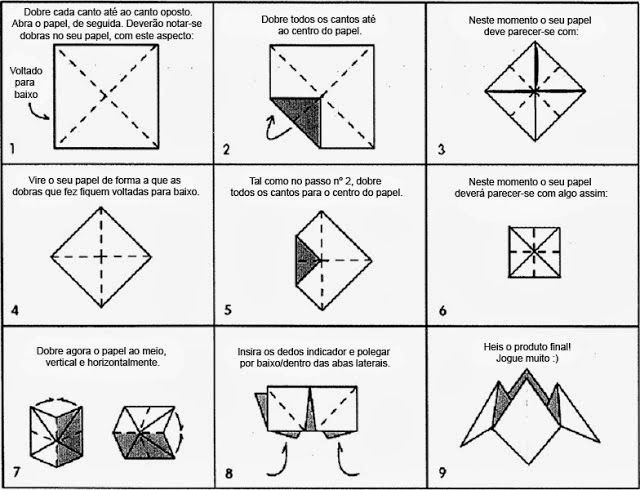 Dobre cada canto até ao canto oposto.
Abra o papel, de seguida. Deverão notar-se
dobras no seu papel, com este aspecto:
Voltado
para
baixo
1
Dobre todos os cantos até
ao centro do papel.
2
Neste momento o seu papel
deve parecer-se com:
3
Vire o seu papel de forma a que as
dobras que fez fiquem voltadas para baixo.
4
Tal como no passo nº 2, dobre
todos os cantos para o centro do papel.
5
Neste momento o seu papel
deverá parecer-se com algo assim:
6
Dobre agora o papel ao meio,
vertical e horizontalmente.
7
Insira os dedos indicador e polegar
por baixo/dentro das abas laterais.
8
Heis o produto final!
Jogue muito :)
9